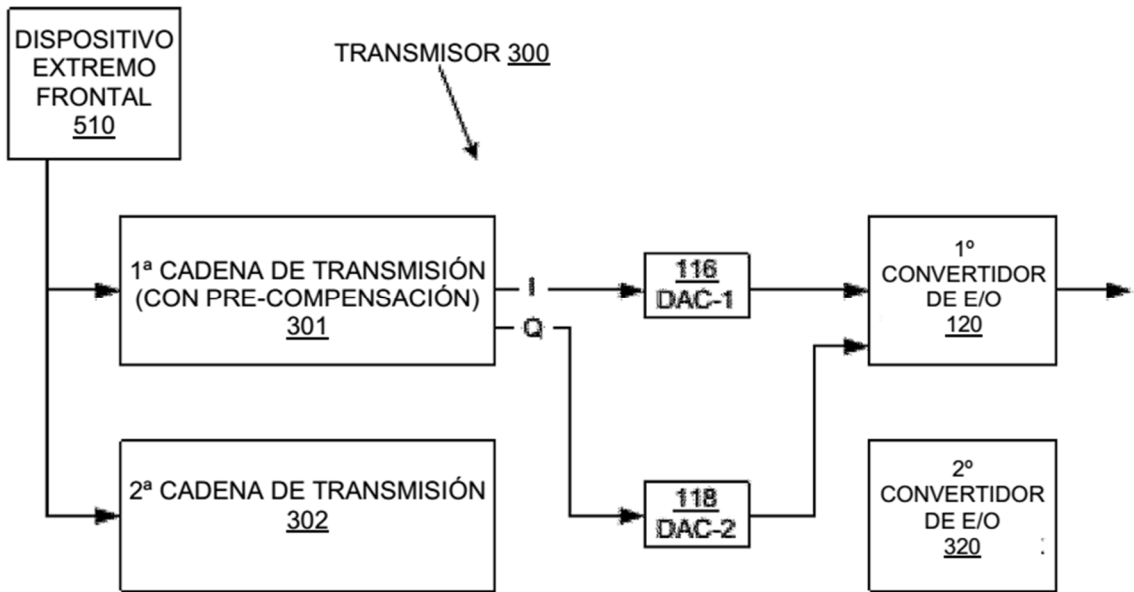 DISPOSITIVO
EXTREMO
FRONTAL
510
TRANSMISOR 300
1ª CADENA DE TRANSMISIÓN
(CON PRE-COMPENSACIÓN)
301
I
Q
116
DAC-1
1º
CONVERTIDOR
DE E/O
120
2ª CADENA DE TRANSMISIÓN
302
118
DAC-2
2º
CONVERTIDOR
DE E/O
320